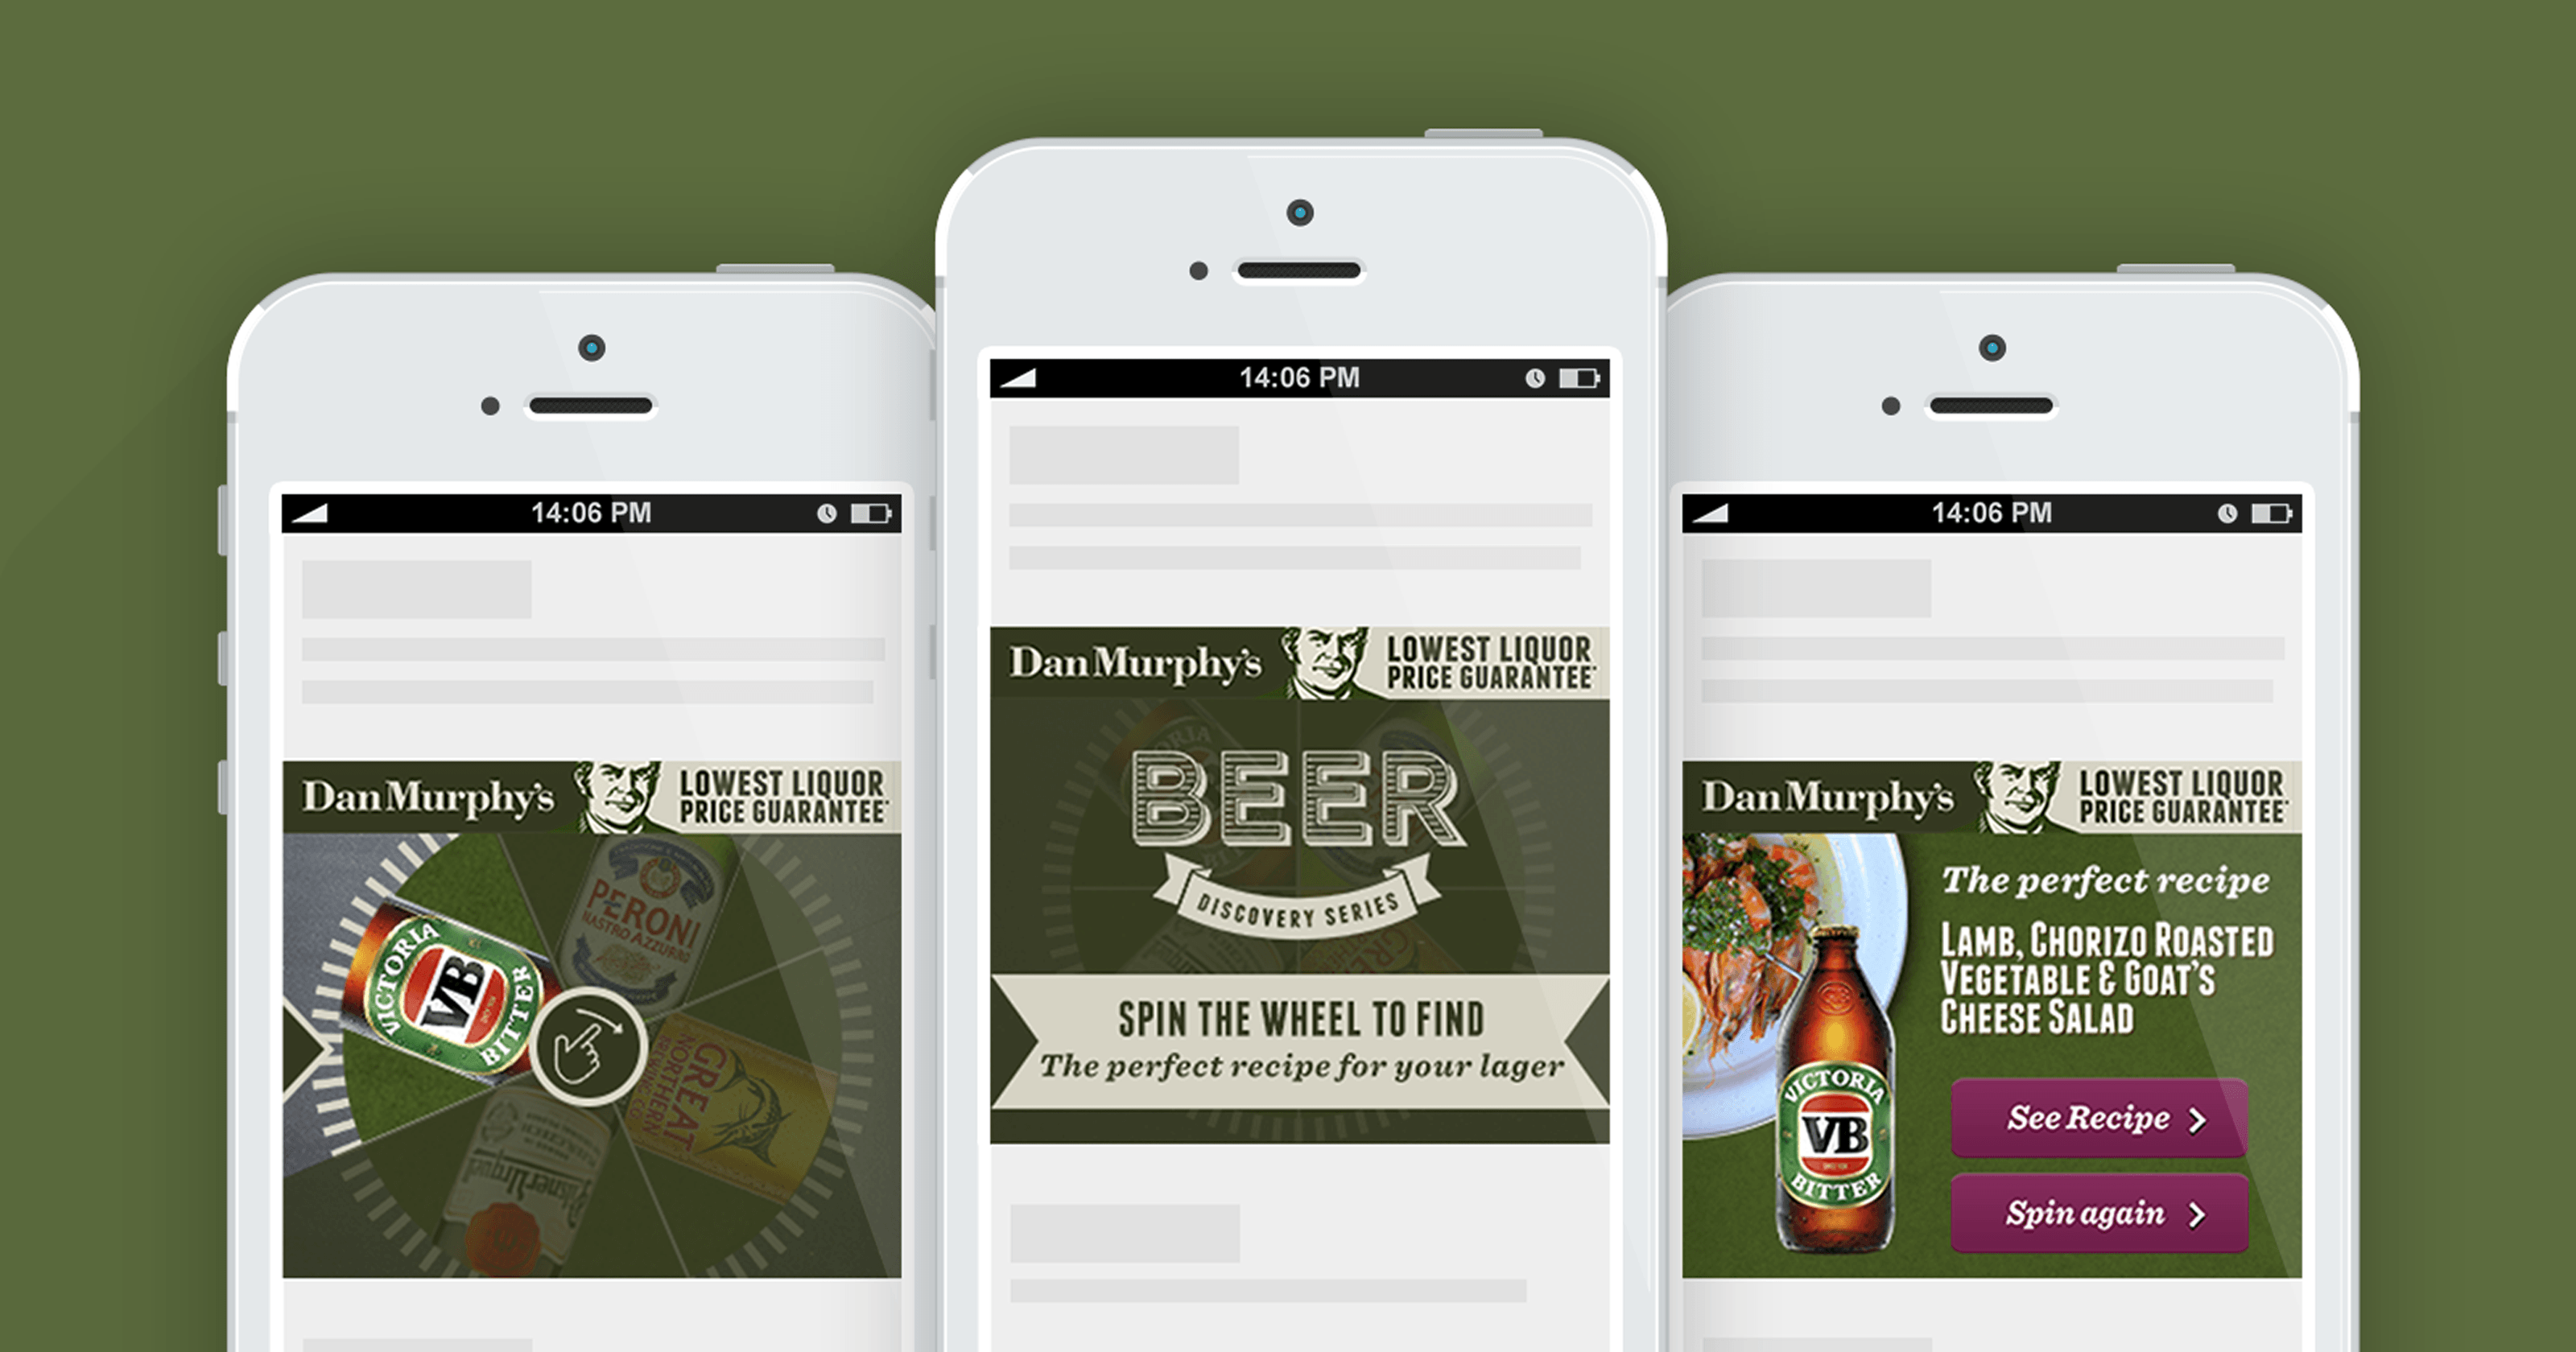 14:06 PM
Dan Murphy's
LOWEST LIQUOR
PRICE GUARANTEE*
PERONI
NASTRO AZZURRO
VICTORIA
VB
BITTER
GREAT
NORTHERN
BREWING CO.
Pilsner Urquell
14:06 PM
Dan Murphy's
LOWEST LIQUOR
PRICE GUARANTEE*
BEER
DISCOVERY SERIES
SPIN THE WHEEL TO FIND
The perfect recipe for your lager
14:06 PM
Dan Murphy's
LOWEST LIQUOR
PRICE GUARANTEE*
The perfect recipe
LAMB, CHORIZO ROASTED
VEGETABLE & GOAT'S
CHEESE SALAD
VICTORIA
VB
BITTER
See Recipe
Spin again